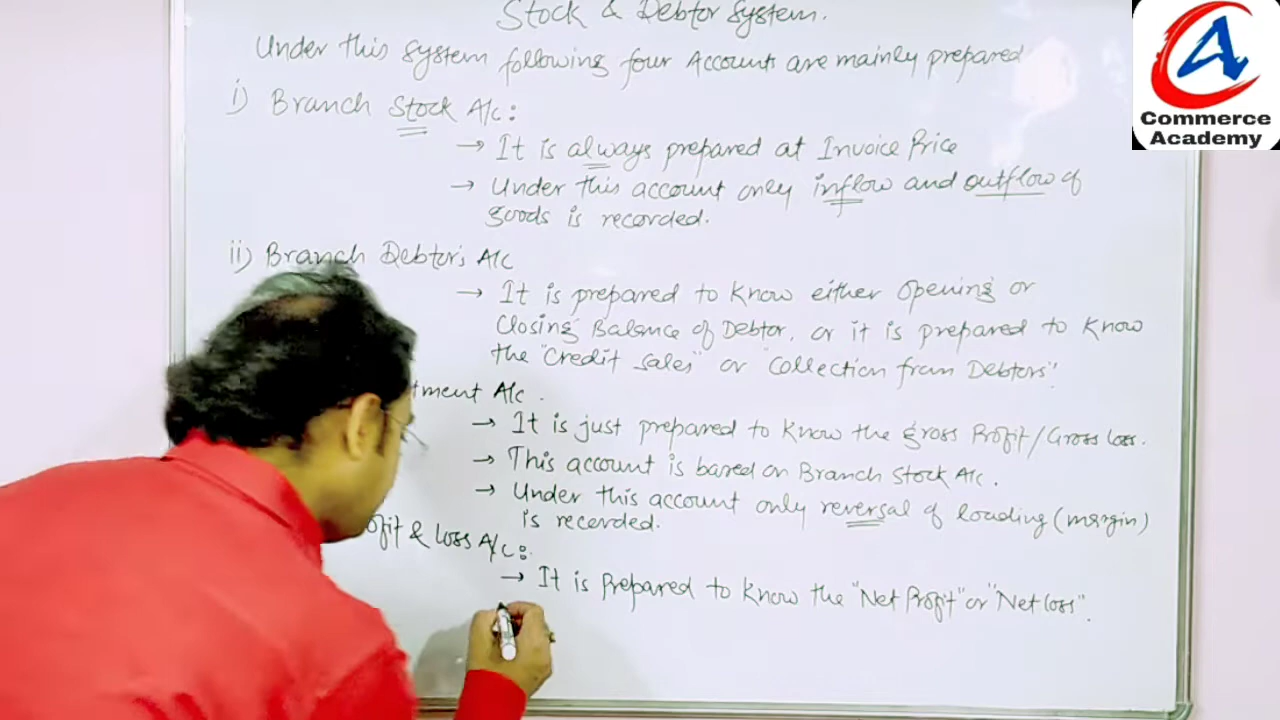 Stock & Debtor System.
Under this system following four Accounts are mainly prepared
i) Branch Stock A/c:
→ It is always prepared at Invoice Price
→ Under this account only inflow and outflow of
goods is recorded.
ii) Branch Debtor's A/c
→ It is prepared to know either opening or
closing Balance of Debtor, or it is prepared to know
the "Credit sales" or "Collection from Debtors".
tment A/c.
→ It is just prepared to know the gross Profit/Gross loss.
→ This account is based on Branch Stock A/c.
→ Under this account only reversal of loading (margin)
is recorded.
ofit & Loss A/c:
→ It is prepared to know the "Net Profit" or "Net loss".
→
CA
Commerce
Academy